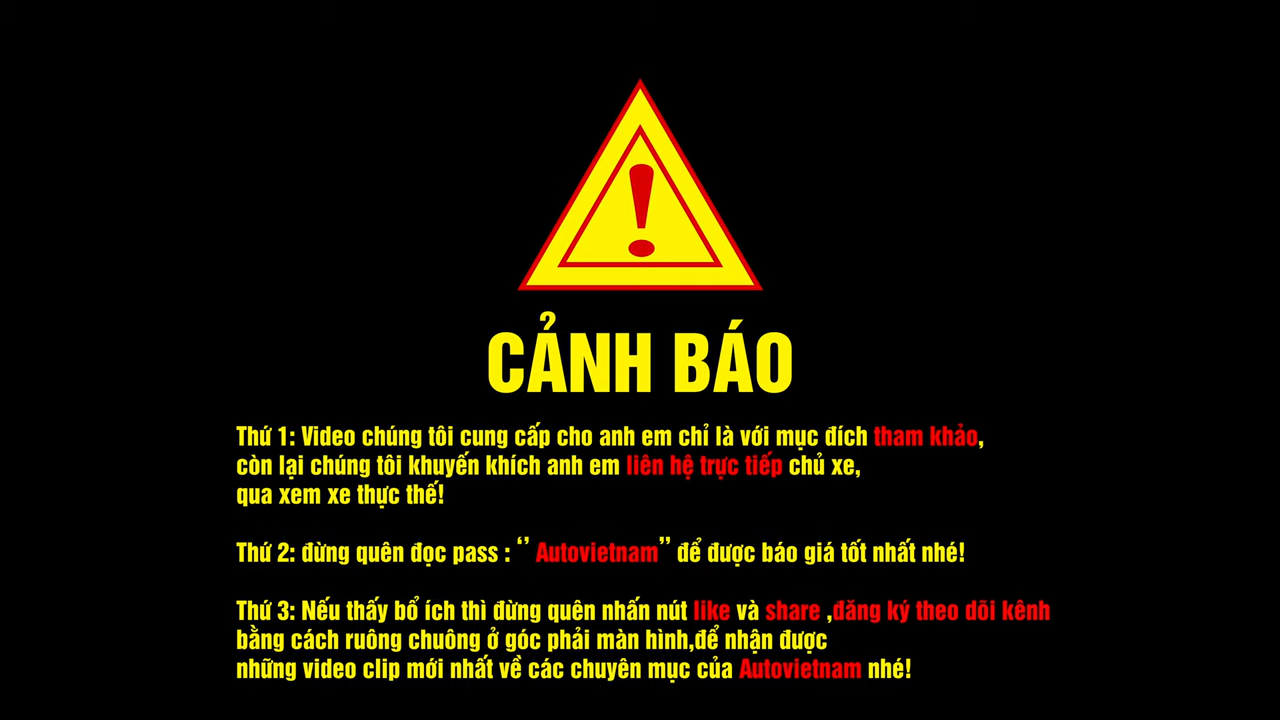 CẢNH BÁO
Thứ 1: Video chúng tôi cung cấp cho anh em chỉ là với mục đích tham khảo,
còn lại chúng tôi khuyến khích anh em liên hệ trực tiếp chủ xe,
qua xem xe thực thế!
Thứ 2: đừng quên đọc pass : ‘’ Autovietnam” để được báo giá tốt nhất nhé!
Thứ 3: Nếu thấy bổ ích thì đừng quên nhấn nút like và share ,đăng ký theo dõi kênh
bằng cách ruông chuông ở góc phải màn hình,để nhận được
những video clip mới nhất về các chuyên mục của Autovietnam nhé!